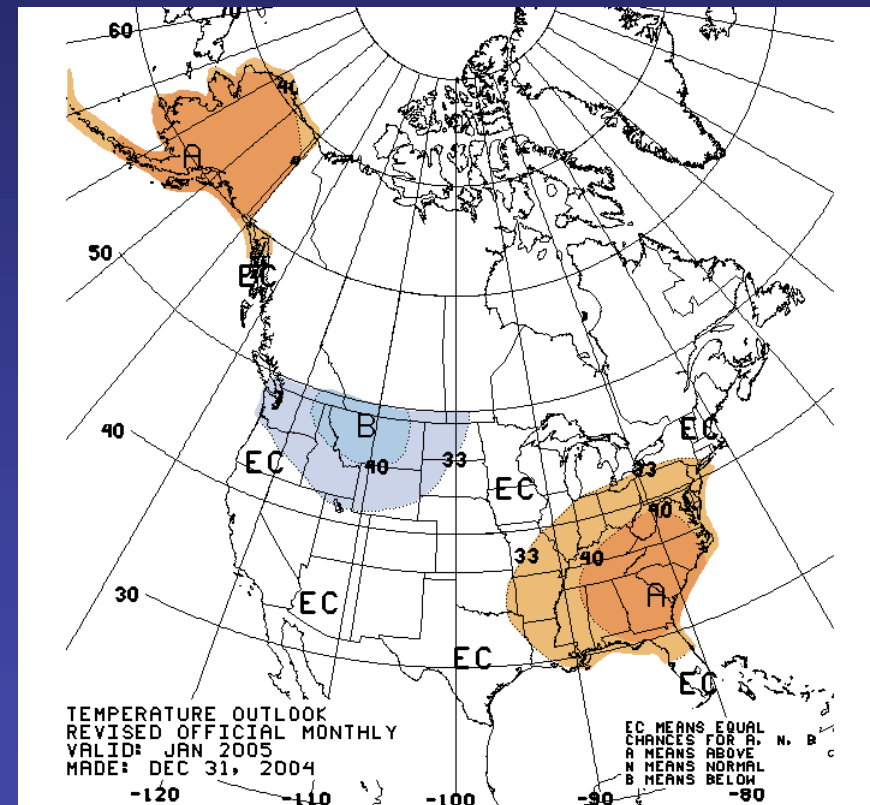 60
70
40
A
40
50
EC
40
B
EC
40
33
EC
EC
33
40
33
40
30
EC
A
EC
EC
TEMPERATURE OUTLOOK
REVISED OFFICIAL MONTHLY
VALID: JAN 2005
MADE: DEC 31, 2004
EC MEANS EQUAL
CHANCES FOR A, N, B
A MEANS ABOVE
N MEANS NORMAL
B MEANS BELOW
-120
-110
-100
-90
-80